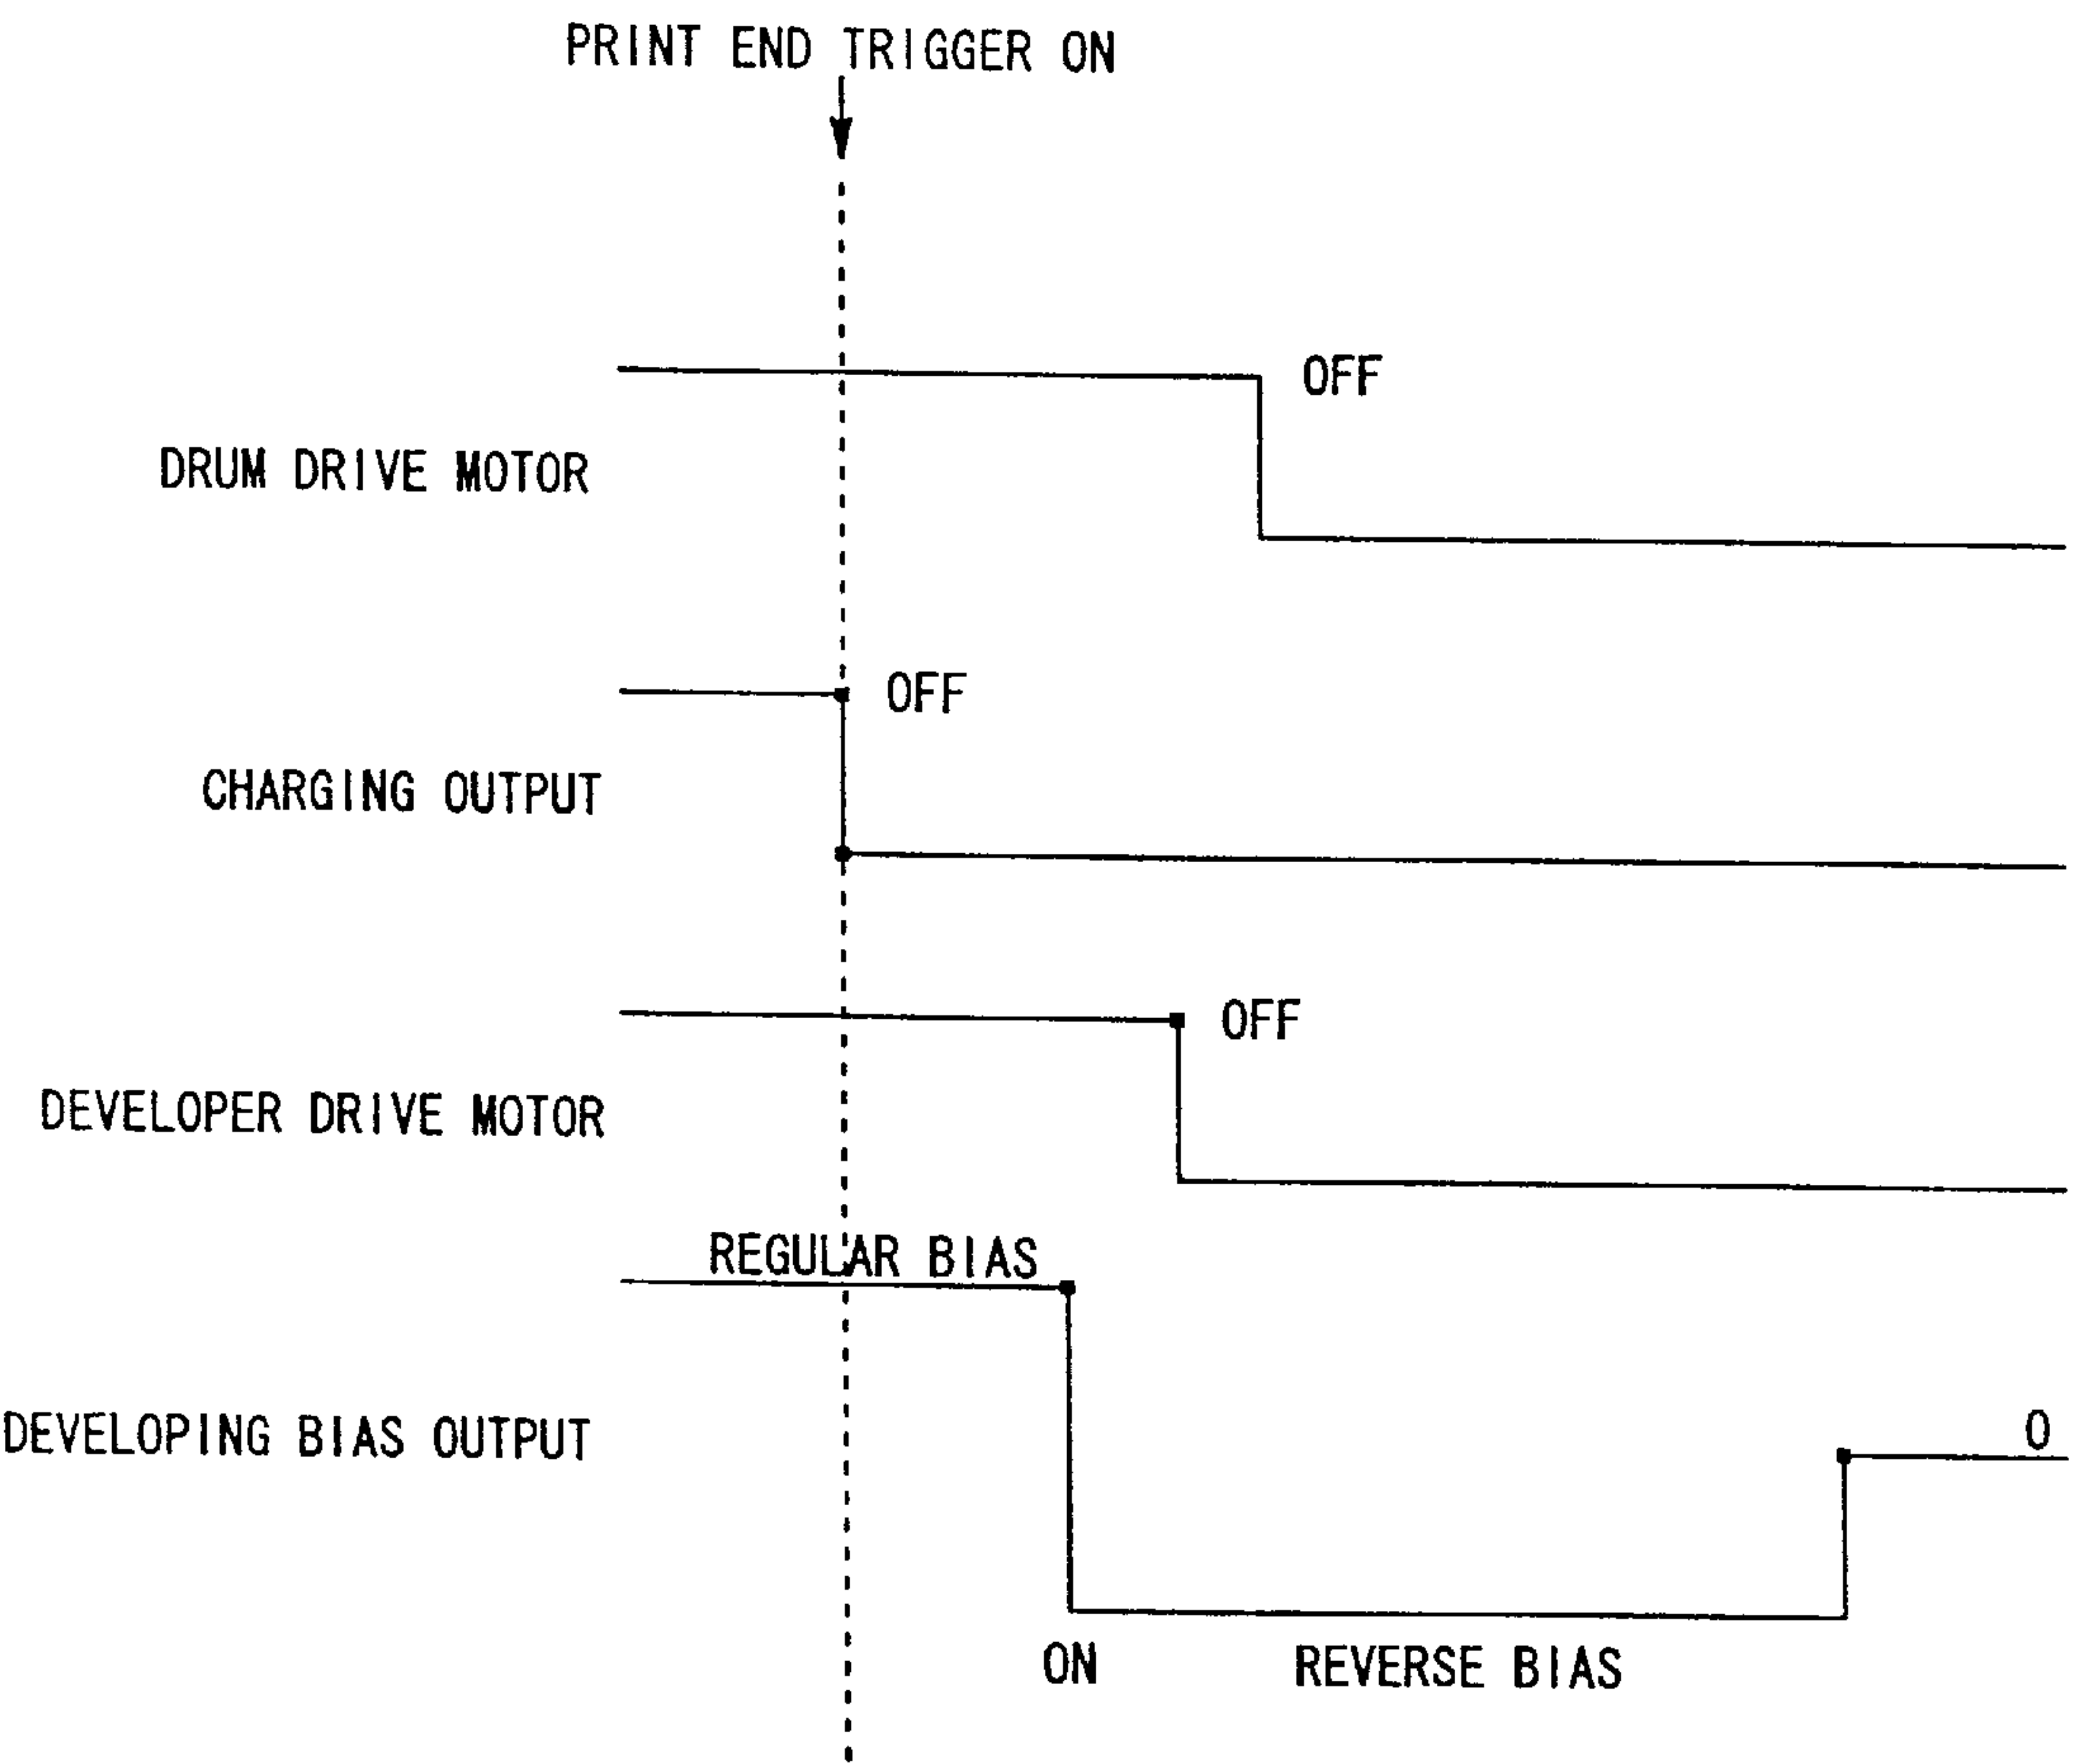 PRINT END TRIGGER ON
OFF
DRUM DRIVE MOTOR
OFF
CHARGING OUTPUT
OFF
DEVELOPER DRIVE MOTOR
REGULAR BIAS
DEVELOPING BIAS OUTPUT
0
ON
REVERSE BIAS